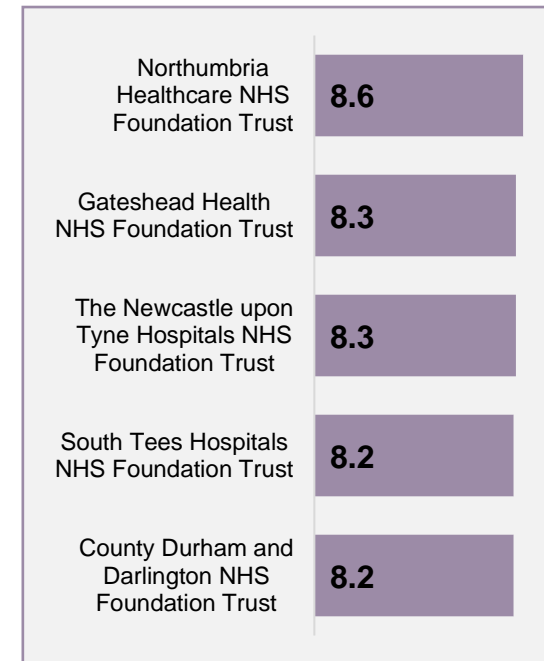 Northumbria
Healthcare NHS
Foundation Trust
8.6
Gateshead Health
NHS Foundation Trust
8.3
The Newcastle upon
Tyne Hospitals NHS
Foundation Trust
8.3
South Tees Hospitals
NHS Foundation Trust
8.2
County Durham and
Darlington NHS
Foundation Trust
8.2